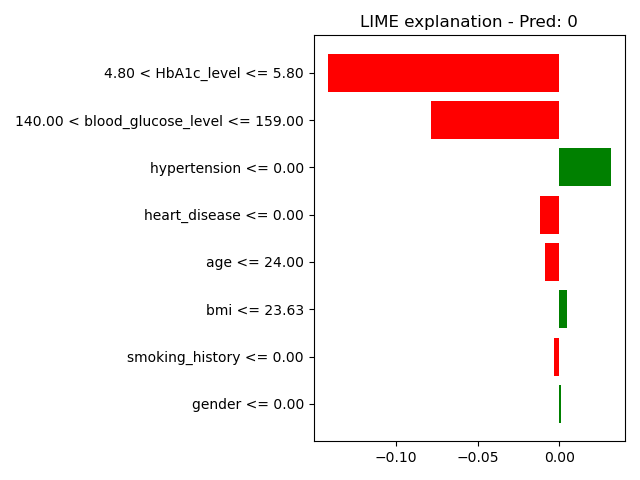 LIME explanation - Pred: 0
4.80 < HbA1c_level <= 5.80
140.00 < blood_glucose_level <= 159.00
hypertension <= 0.00
heart_disease <= 0.00
age <= 24.00
bmi <= 23.63
smoking_history <= 0.00
gender <= 0.00
−0.10 −0.05 0.00